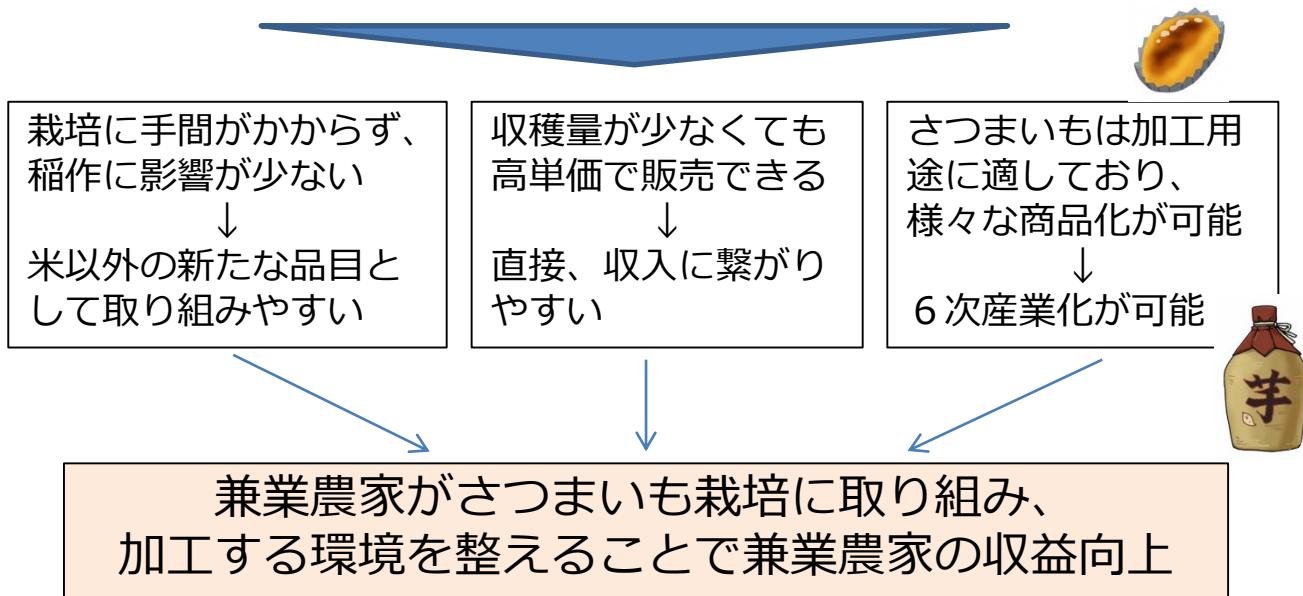 栽培に手間がかからず、
稲作に影響が少ない
↓
米以外の新たな品目と
して取り組みやすい
収穫量が少なくても
高単価で販売できる
↓
直接、収入に繋がり
やすい
さつまいもは加工用
途に適しており、
様々な商品化が可能
↓
６次産業化が可能
芋
兼業農家がさつまいも栽培に取り組み、
加工する環境を整えることで兼業農家の収益向上